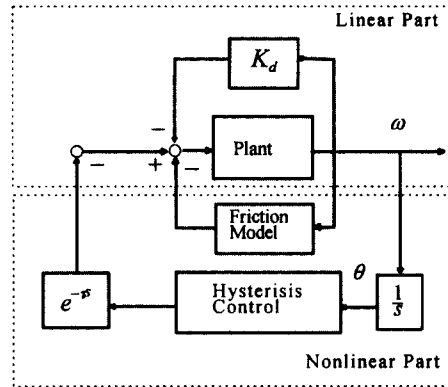 Linear Part
K_d
ω
−
−
+
−
Plant
Friction
Model
θ
e^{-τs}
Hysterisis
Control
1/s
Nonlinear Part